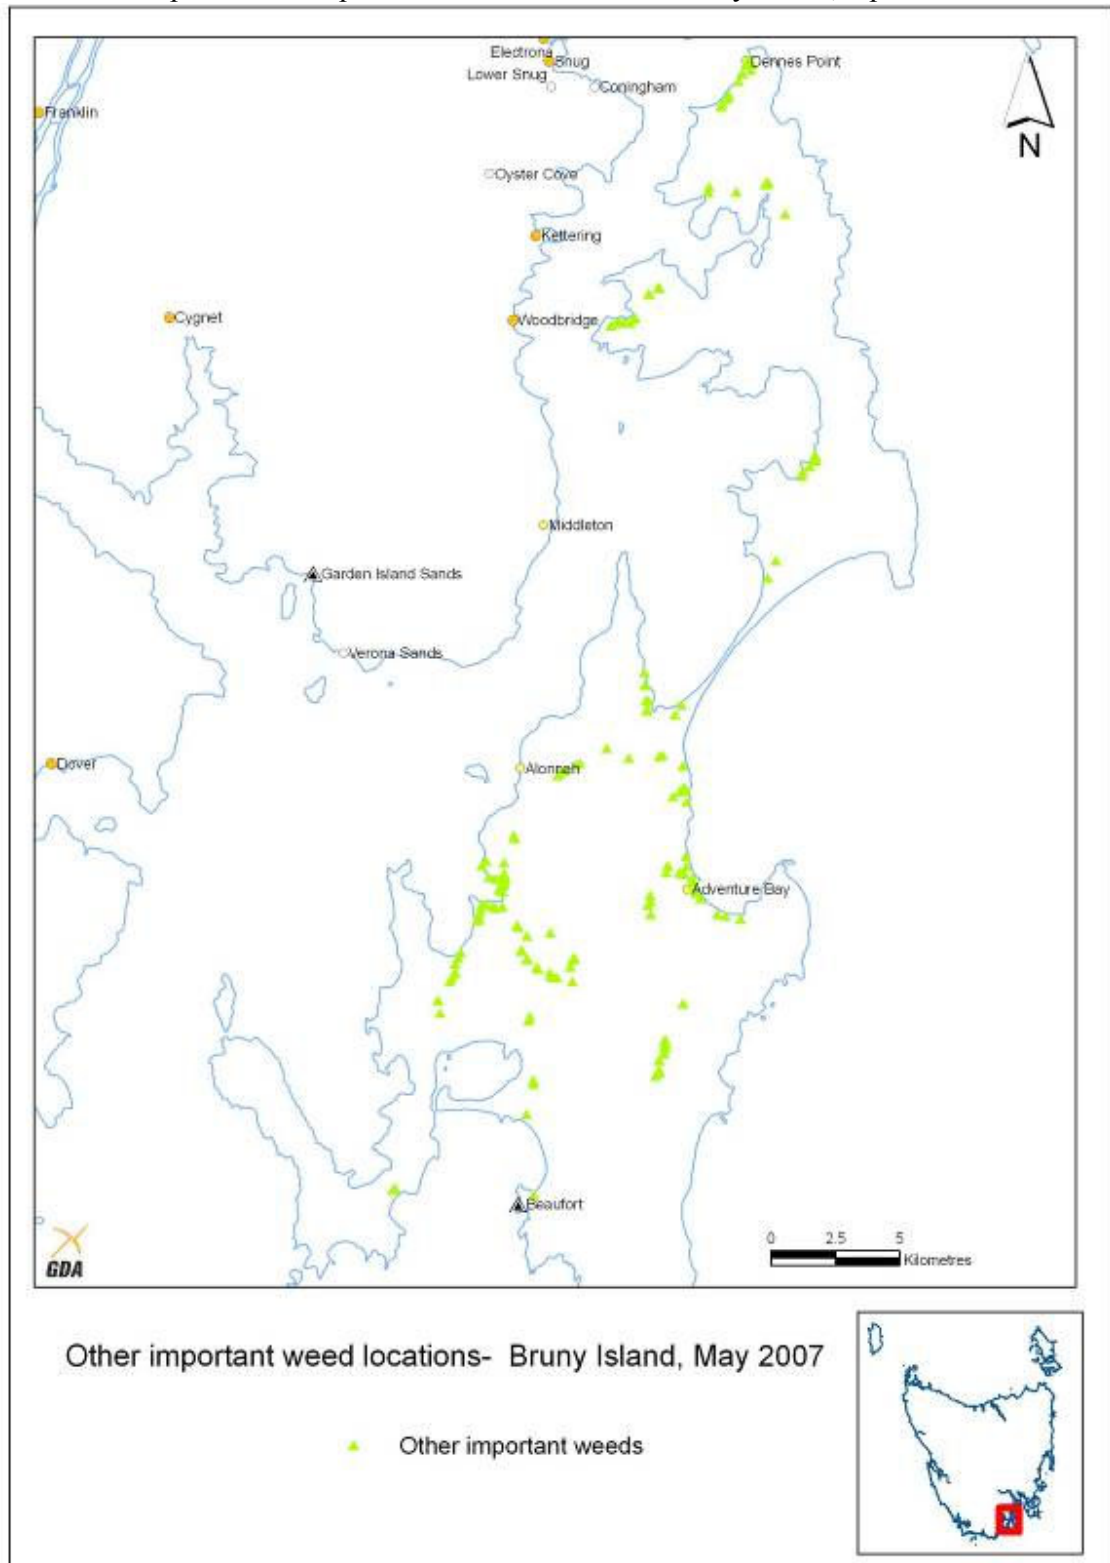 Electrona
Snug
Dennes Point
Lower Snug
Coningham
Franklin
N
Oyster Cove
Kettering
Cygnet
Woodbridge
Middleton
Garden Island Sands
Verona Sands
Dover
Alonnah
Adventure Bay
Beaufort
0 2.5 5
Kilometres
GDA
Other important weed locations- Bruny Island, May 2007
Other important weeds